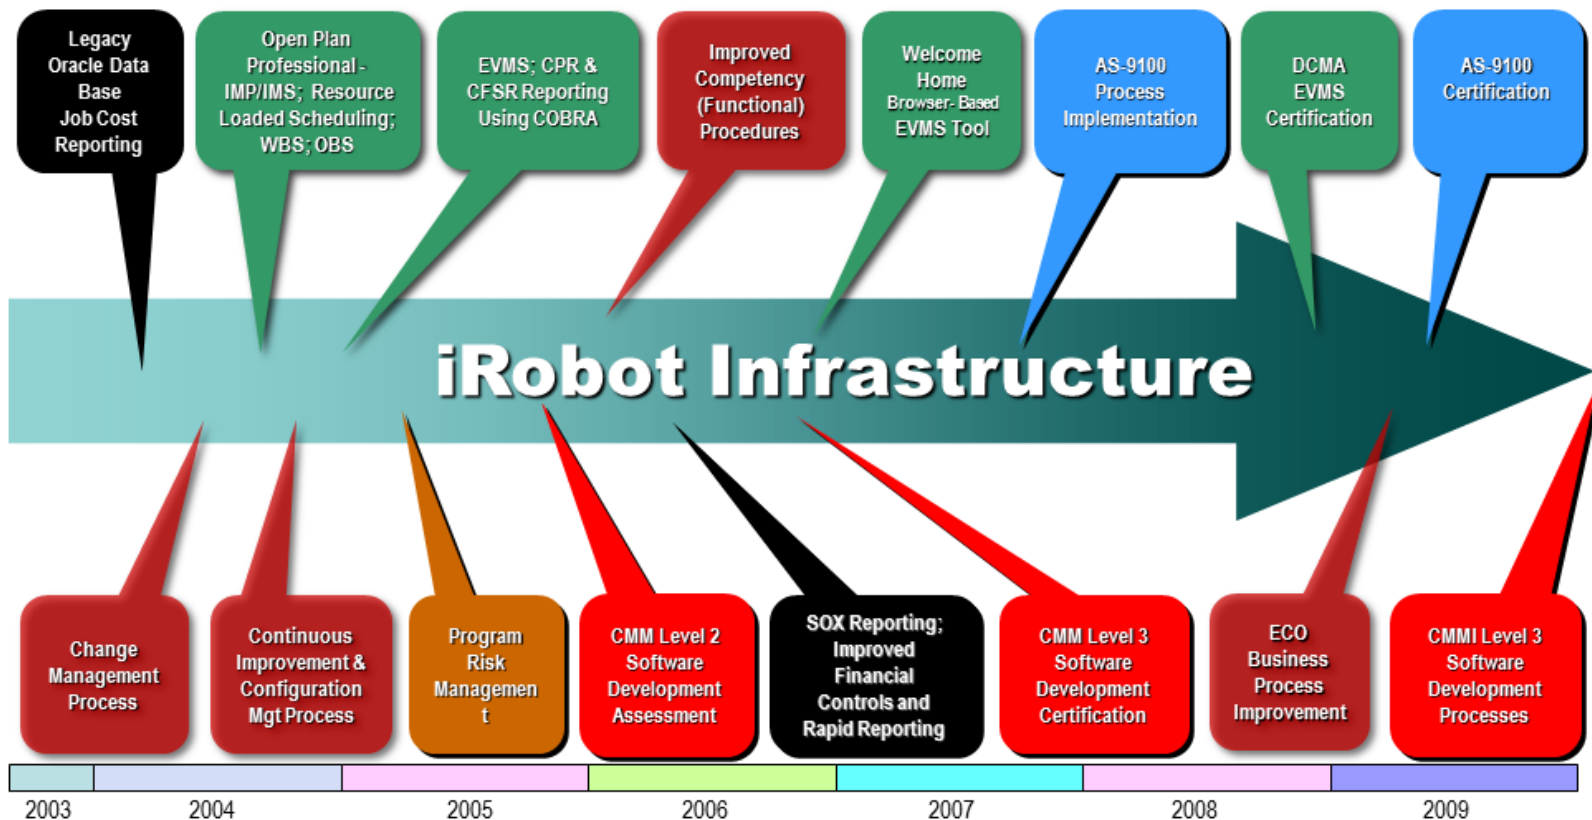 Legacy
Oracle Data
Base
Job Cost
Reporting
Open Plan
Professional -
IMP/IMS; Resource
Loaded Scheduling;
WBS; OBS
EVMS; CPR &
CFSR Reporting
Using COBRA
Improved
Competency
(Functional)
Procedures
Welcome
Home
Browser- Based
EVMS Tool
AS-9100
Process
Implementation
DCMA
EVMS
Certification
AS-9100
Certification
iRobot Infrastructure
Change
Management
Process
Continuous
Improvement &
Configuration
Mgt Process
Program
Risk
Managemen
t
CMM Level 2
Software
Development
Assessment
SOX Reporting;
Improved
Financial
Controls and
Rapid Reporting
CMM Level 3
Software
Development
Certification
ECO
Business
Process
Improvement
CMMI Level 3
Software
Development
Processes
2003 2004 2005 2006 2007 2008 2009